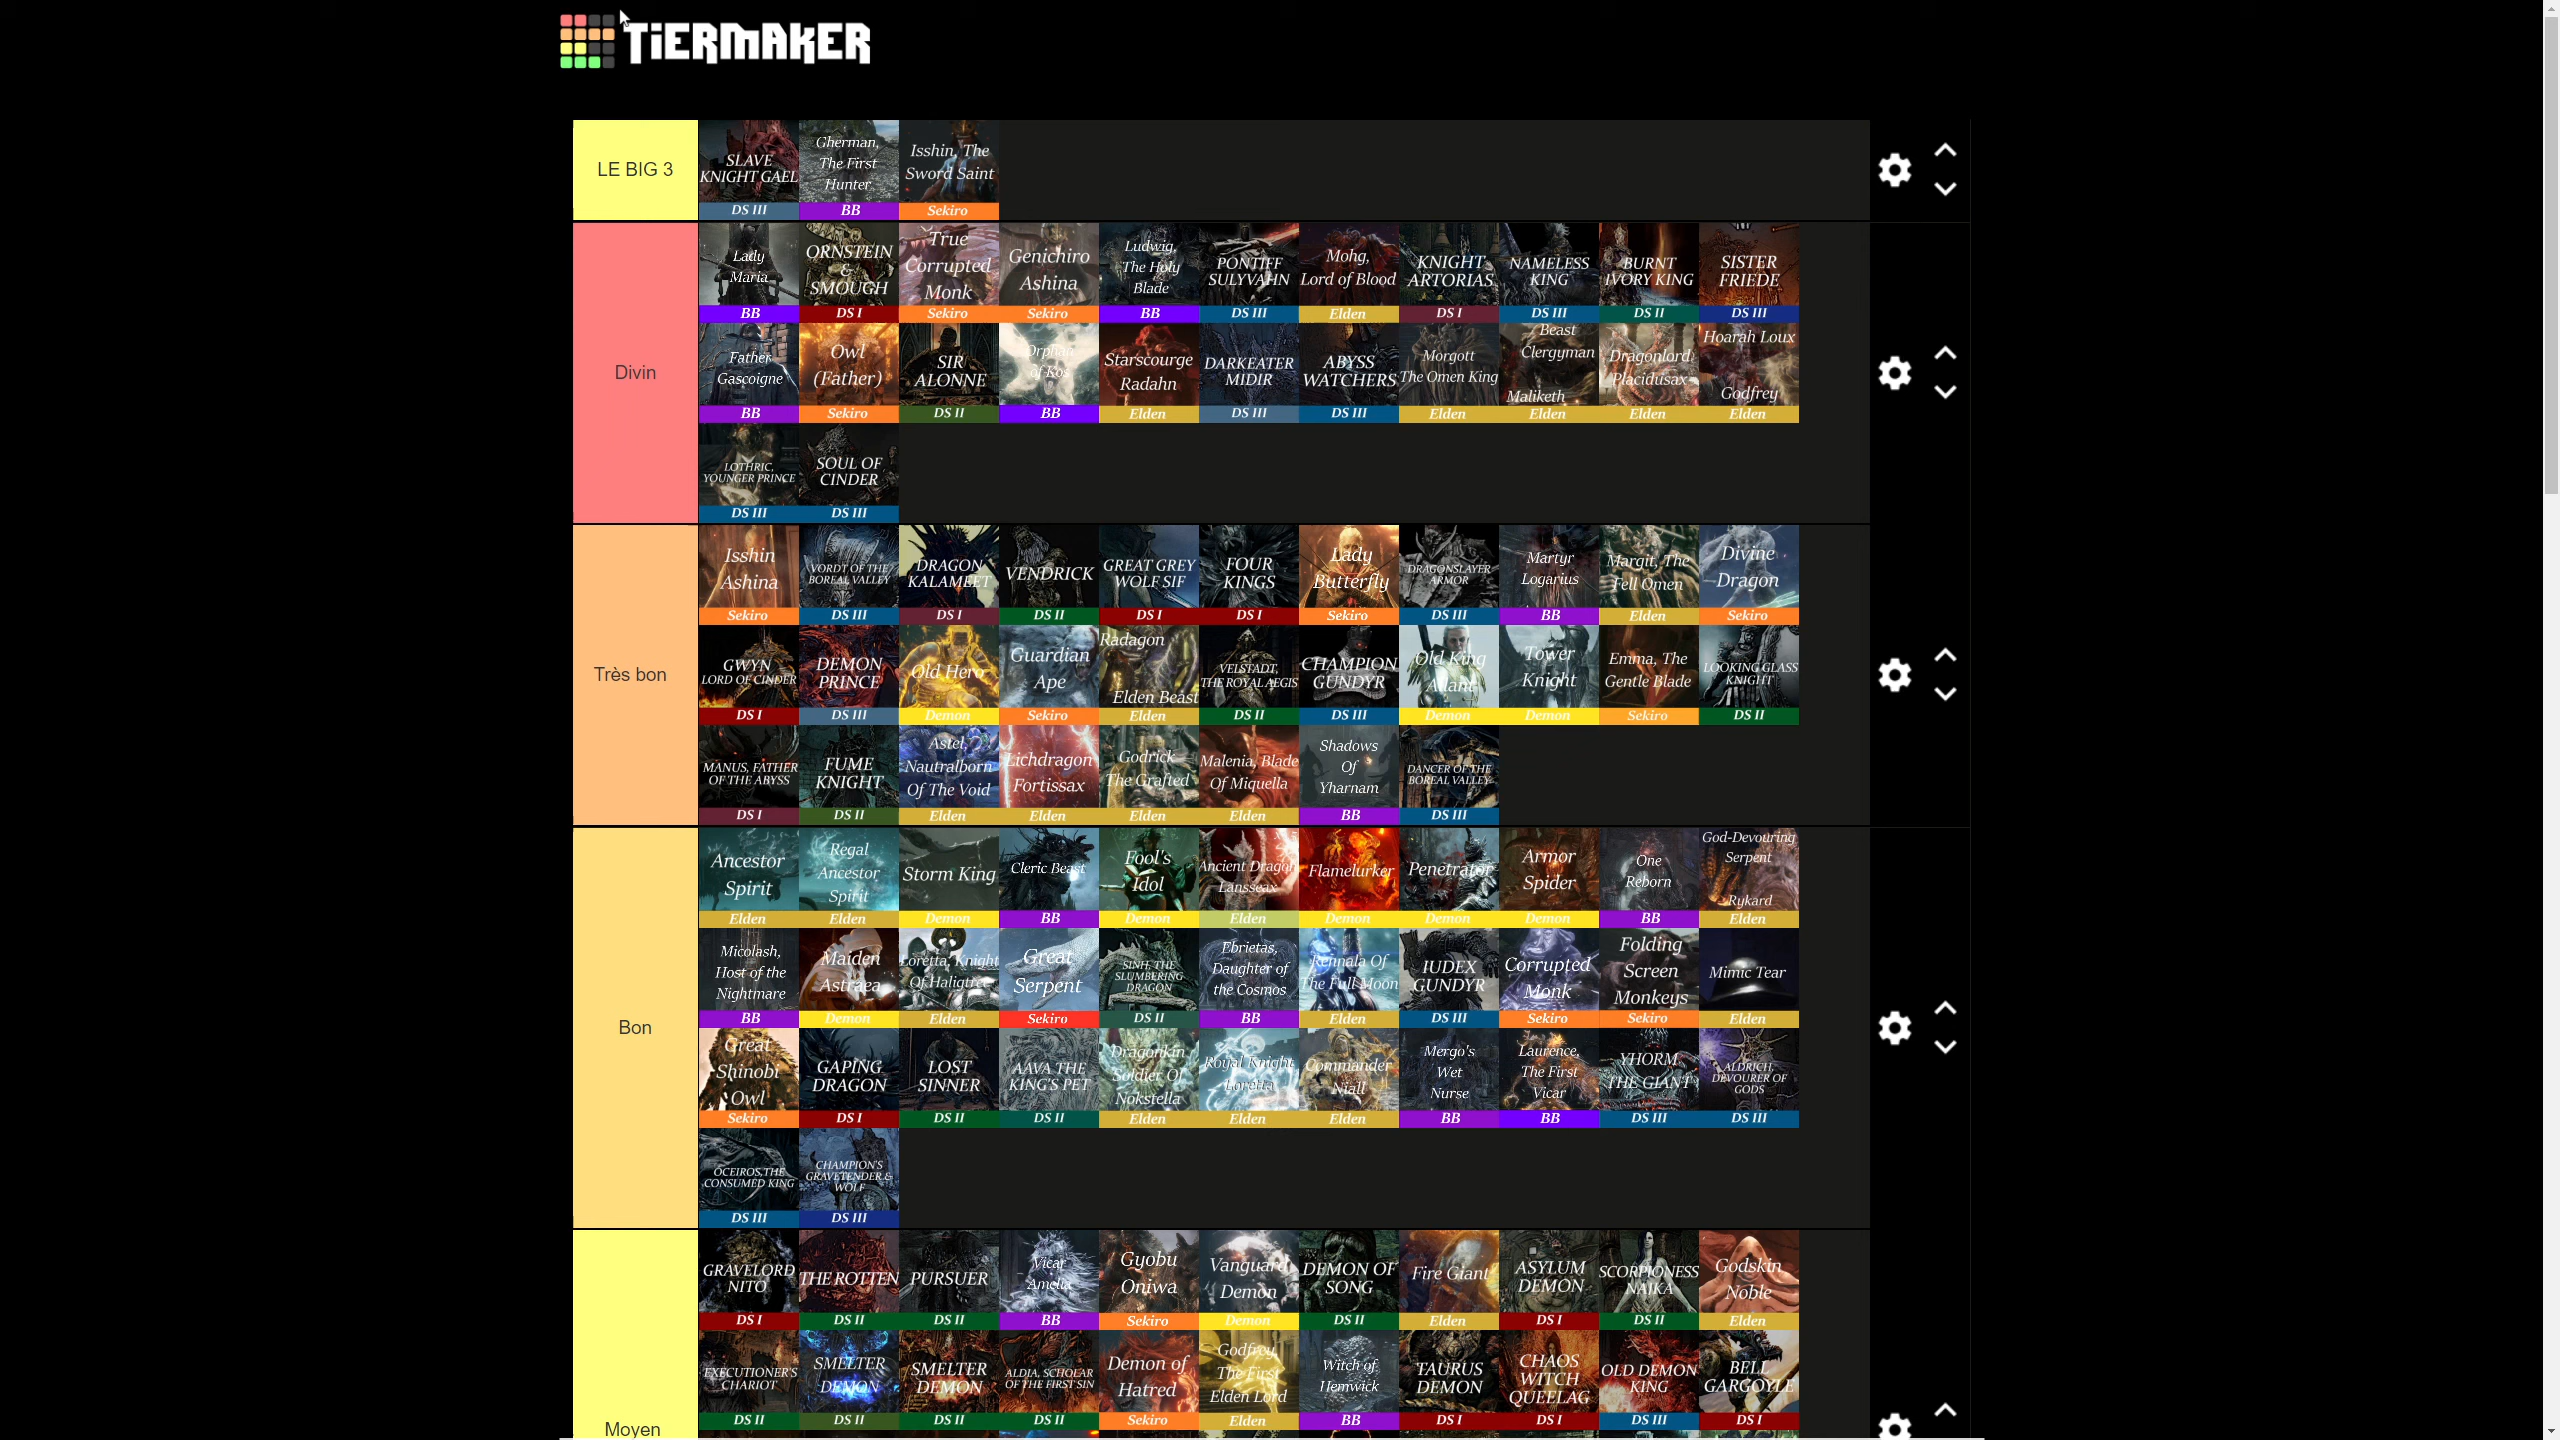 TiERMAKER
LE BIG 3
SLAVE
KNIGHT GAEL
DS III
Gherman,
The First
Hunter
BB
Isshin, The
Sword Saint
Sekiro
Divin
Lady
Maria
BB
ORNSTEIN
&
SMOUGH
DS I
True
Corrupted
Monk
Sekiro
Genichiro
Ashina
Sekiro
Ludwig,
The Holy
Blade
BB
PONTIFF
SULYVAHN
DS III
Mohg,
Lord of Blood
Elden
KNIGHT
ARTORIAS
DS I
NAMELESS
KING
DS III
BURNT
IVORY KING
DS II
SISTER
FRIEDE
DS III
Father
Gascoigne
BB
Owl
(Father)
Sekiro
SIR
ALONNE
DS II
Orphan
of Kos
BB
Starscourge
Radahn
Elden
DARKEATER
MIDIR
DS III
ABYSS
WATCHERS
DS III
Morgott
The Omen King
Elden
Beast
Clergyman
Maliketh
Elden
Dragonlord
Placidusax
Elden
Hoarah Loux
Godfrey
Elden
LOTHRIC,
YOUNGER PRINCE
DS III
SOUL OF
CINDER
DS III
Très bon
Isshin
Ashina
Sekiro
VORDT OF THE
BOREAL VALLEY
DS III
DRAGON
KALAMEET
DS I
VENDRICK
DS II
GREAT GREY
WOLF SIF
DS I
FOUR
KINGS
DS I
Lady
Butterfly
Sekiro
DRAGONSLAYER
ARMOR
DS III
Martyr
Logarius
BB
Margit, The
Fell Omen
Elden
Divine
Dragon
Sekiro
GWYN
LORD OF CINDER
DS I
DEMON
PRINCE
DS III
Old Hero
Demon
Guardian
Ape
Sekiro
Radagon
Elden Beast
Elden
VELSTADT,
THE ROYAL AEGIS
DS II
CHAMPION
GUNDYR
DS III
Old King
Allant
Demon
Tower
Knight
Demon
Emma, The
Gentle Blade
Sekiro
LOOKING GLASS
KNIGHT
DS II
MANUS, FATHER
OF THE ABYSS
DS I
FUME
KNIGHT
DS II
Astel,
Nautralborn
Of The Void
Elden
Lichdragon
Fortissax
Elden
Godrick
The Grafted
Elden
Malenia, Blade
Of Miquella
Elden
Shadows
Of
Yharnam
BB
DANCER OF THE
BOREAL VALLEY
DS III
Bon
Ancestor
Spirit
Elden
Regal
Ancestor
Spirit
Elden
Storm King
Demon
Cleric Beast
BB
Fool's
Idol
Demon
Ancient Dragon
Lansseax
Elden
Flamelurker
Demon
Penetrator
Demon
Armor
Spider
Demon
One
Reborn
BB
God-Devouring
Serpent
Rykard
Elden
Micolash,
Host of the
Nightmare
BB
Maiden
Astraea
Demon
Loretta, Knight
Of Haligtree
Elden
Great
Serpent
Sekiro
SINH, THE
SLUMBERING
DRAGON
DS II
Ebrietas,
Daughter of
the Cosmos
BB
Rennala Of
The Full Moon
Elden
IUDEX
GUNDYR
DS III
Corrupted
Monk
Sekiro
Folding
Screen
Monkeys
Sekiro
Mimic Tear
Elden
Great
Shinobi
Owl
Sekiro
GAPING
DRAGON
DS I
LOST
SINNER
DS II
AAVA THE
KING'S PET
DS II
Dragonkin
Soldier Of
Nokstella
Elden
Royal Knight
Loretta
Elden
Commander
Niall
Elden
Mergo's
Wet
Nurse
BB
Laurence,
The First
Vicar
BB
YHORM,
THE GIANT
DS III
ALDRICH,
DEVOURER OF
GODS
DS III
OCEIROS,THE
CONSUMED KING
DS III
CHAMPION'S
GRAVETENDER &
WOLF
DS III
Moyen
GRAVELORD
NITO
DS I
THE ROTTEN
DS II
PURSUER
DS II
Vicar
Amelia
BB
Gyobu
Oniwa
Sekiro
Vanguard
Demon
Demon
DEMON OF
SONG
DS II
Fire Giant
Elden
ASYLUM
DEMON
DS I
SCORPIONESS
NAJKA
DS II
Godskin
Noble
Elden
EXECUTIONER'S
CHARIOT
DS II
SMELTER
DEMON
DS II
SMELTER
DEMON
DS II
ALDIA, SCHOLAR
OF THE FIRST SIN
DS II
Demon of
Hatred
Sekiro
Godfrey,
The First
Elden Lord
Elden
Witch of
Hemwick
BB
TAURUS
DEMON
DS I
CHAOS
WITCH
QUEELAG
DS I
OLD DEMON
KING
DS III
BELL
GARGOYLE
DS I